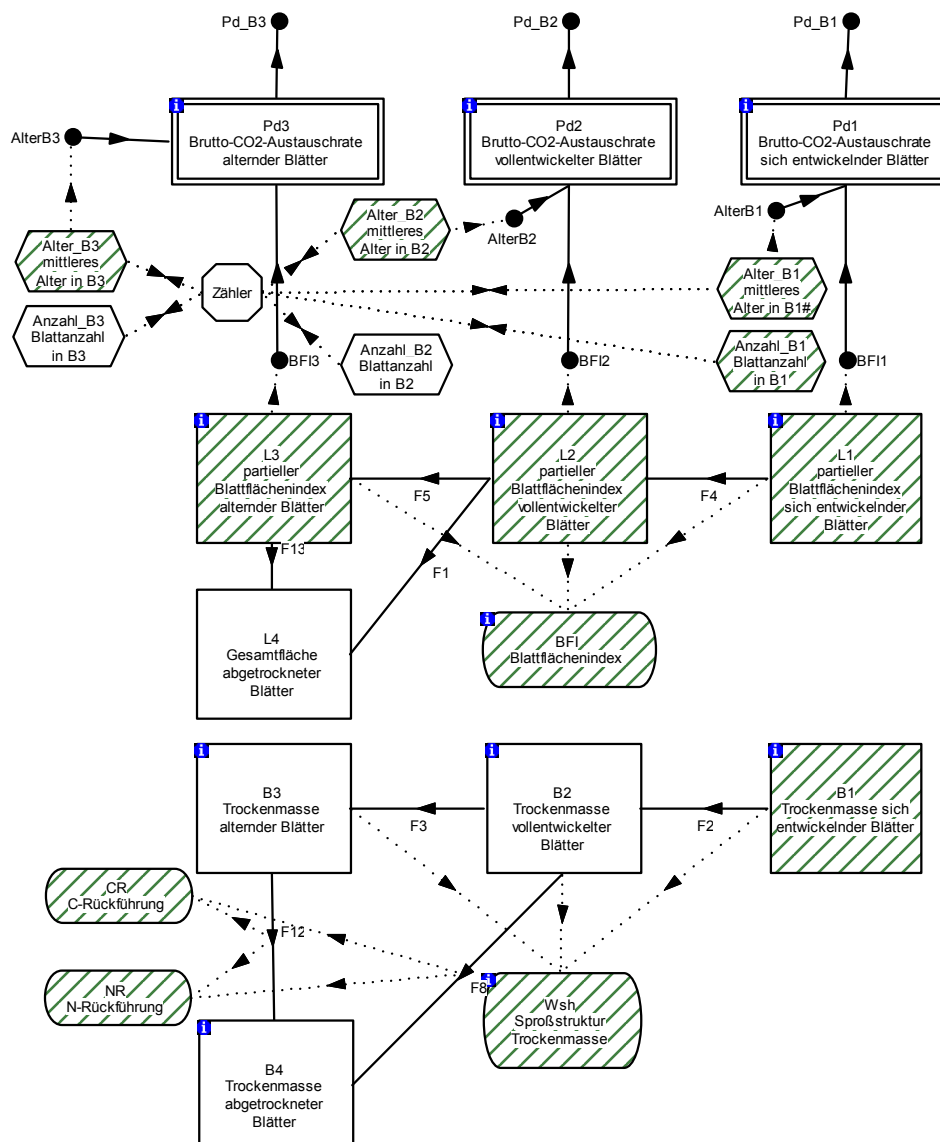 Pd_B3
Pd_B2
Pd_B1
i
Pd3
Brutto-CO2-Austauschrate
alternder Blätter
i
Pd2
Brutto-CO2-Austauschrate
vollentwickelter Blätter
i
Pd1
Brutto-CO2-Austauschrate
sich entwickelnder Blätter
AlterB3
AlterB2
AlterB1
Alter_B3
mittleres
Alter in B3
Alter_B2
mittleres
Alter in B2
Alter_B1
mittleres
Alter in B1#
Zähler
Anzahl_B3
Blattanzahl
in B3
Anzahl_B2
Blattanzahl
in B2
Anzahl_B1
Blattanzahl
in B1
BFI3
BFI2
BFI1
i
L3
partieller
Blattflächenindex
alternder Blätter
F5
i
L2
partieller
Blattflächenindex
vollentwickelter
Blätter
F4
i
L1
partieller
Blattflächenindex
sich entwickelnder
Blätter
F13
F1
L4
Gesamtfläche
abgetrockneter
Blätter
i
BFI
Blattflächenindex
i
B3
Trockenmasse
alternder Blätter
F3
i
B2
Trockenmasse
vollentwickelter
Blätter
F2
i
B1
Trockenmasse sich
entwickelnder Blätter
CR
C-Rückführung
F12
NR
N-Rückführung
F8
i
Wsh
Sproßstruktur
Trockenmasse
i
B4
Trockenmasse
abgetrockneter
Blätter